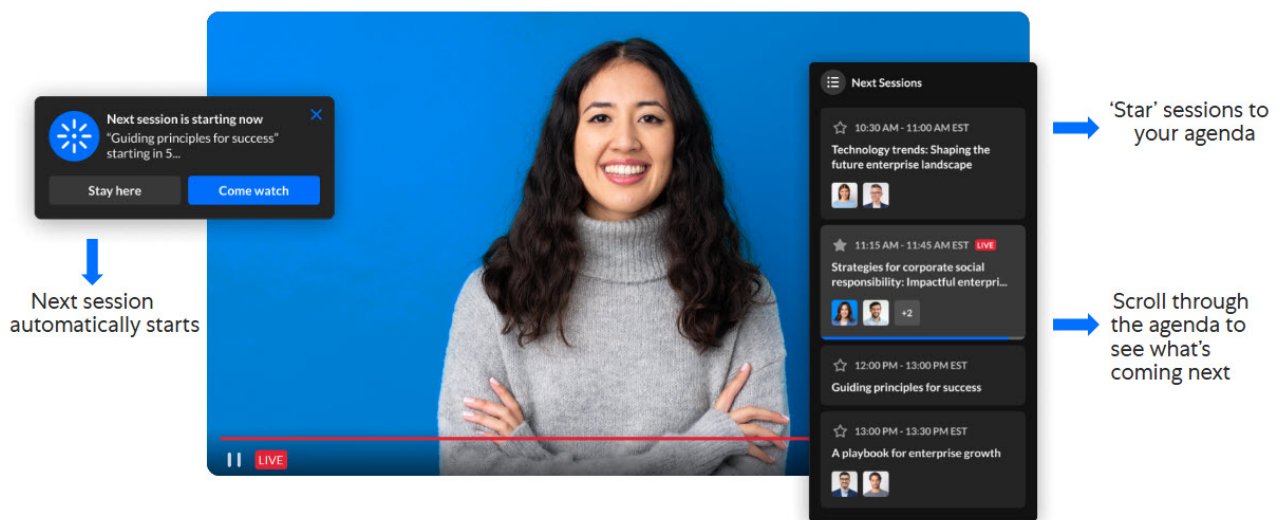 Next session is starting now
"Guiding principles for success"
starting in 5...
Stay here
Come watch
Next session
automatically starts
LIVE
Next Sessions
10:30 AM - 11:00 AM EST
Technology trends: Shaping the
future enterprise landscape
11:15 AM - 11:45 AM EST LIVE
Strategies for corporate social
responsibility: Impactful enterpri...
+2
12:00 PM - 13:00 PM EST
Guiding principles for success
13:00 PM - 13:30 PM EST
A playbook for enterprise growth
‘Star’ sessions to
your agenda
Scroll through
the agenda to
see what's
coming next